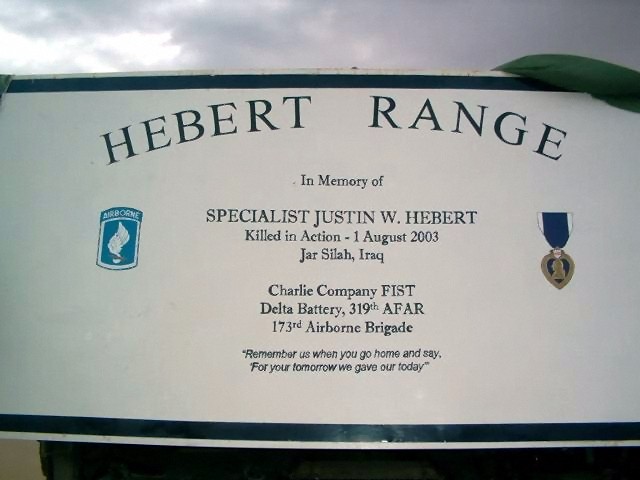 HEBERT RANGE
In Memory of
AIRBORNE
SPECIALIST JUSTIN W. HEBERT
Killed in Action - 1 August 2003
Jar Silah, Iraq
Charlie Company FIST
Delta Battery, 319th AFAR
173rd Airborne Brigade
"Remember us when you go home and say,
"For your tomorrow we gave our today"